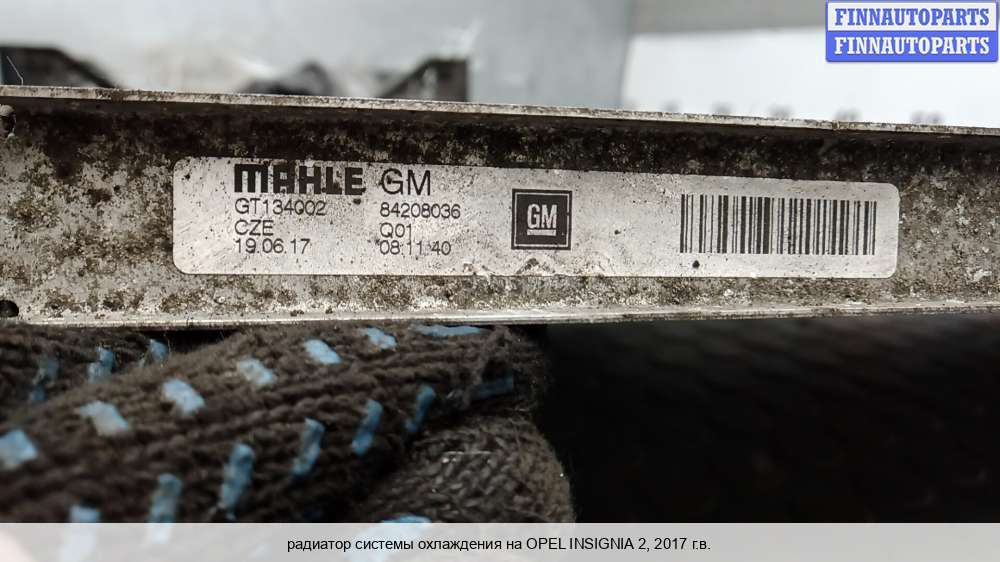 FINNAUTOPARTS
FINNAUTOPARTS
MAHLE GM
GT134002 84208036
CZE Q01
19.06.17 08.11.40
GM
радиатор системы охлаждения на OPEL INSIGNIA 2, 2017 г.в.